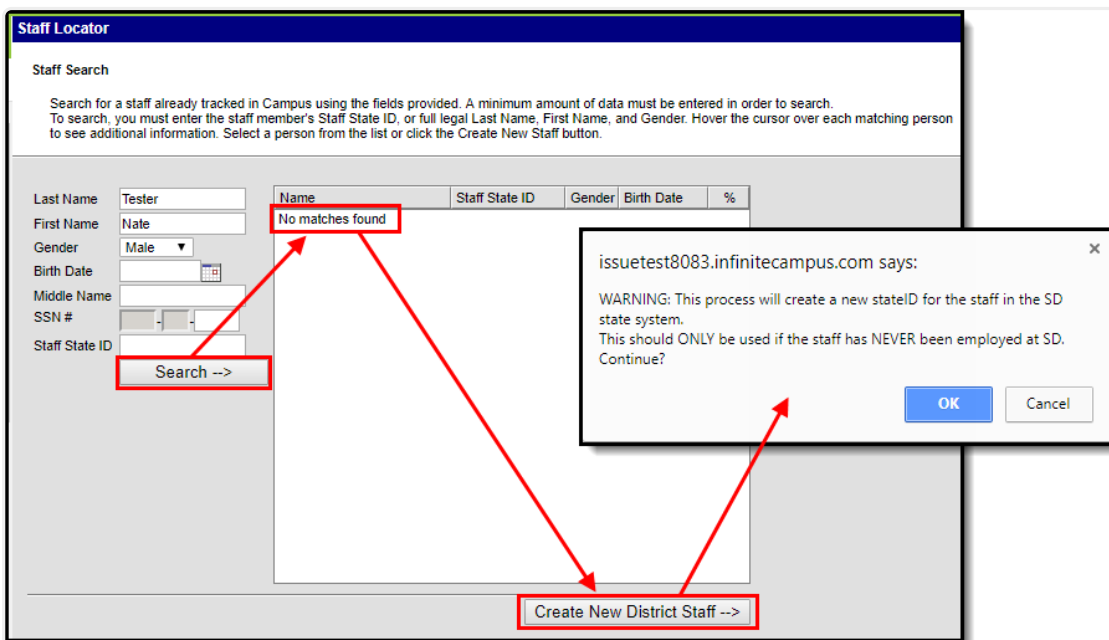 Staff Locator
Staff Search
Search for a staff already tracked in Campus using the fields provided. A minimum amount of data must be entered in order to search.
To search, you must enter the staff member's Staff State ID, or full legal Last Name, First Name, and Gender. Hover the cursor over each matching person
to see additional information. Select a person from the list or click the Create New Staff button.
Last Name Tester
First Name Nate
Gender Male ▼
Birth Date
Middle Name
SSN # - -
Staff State ID
Search -->
Name Staff State ID Gender Birth Date %
No matches found
issuetest8083.infinitecampus.com says: ×
WARNING: This process will create a new stateID for the staff in the SD
state system.
This should ONLY be used if the staff has NEVER been employed at SD.
Continue?
OK Cancel
Create New District Staff -->